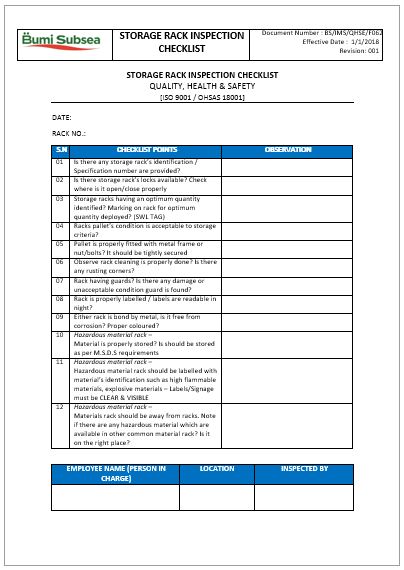 Bumi Subsea
STORAGE RACK INSPECTION
CHECKLIST
Document Number : BS/IMS/QHSE/F062
Effective Date : 1/1/2018
Revision: 001
STORAGE RACK INSPECTION CHECKLIST
QUALITY, HEALTH & SAFETY
(ISO 9001 / OHSAS 18001)
DATE:
RACK NO.:
S.N CHECKLIST POINTS OBSERVATION
01 Is there any storage rack's identification /
Specification number are provided?
02 Is there storage rack's locks available? Check
where is it open/close properly
03 Storage racks having an optimum quantity
identified? Marking on rack for optimum
quantity deployed? (SWL TAG)
04 Racks pallet's condition is acceptable to storage
criteria?
05 Pallet is properly fitted with metal frame or
nut/bolts? It should be tightly secured
06 Observe rack cleaning is properly done? Is there
any rusting corners?
07 Rack having guards? Is there any damage or
unacceptable condition guard is found?
08 Rack is properly labelled / labels are readable in
night?
09 Either rack is bond by metal, is it free from
corrosion? Proper coloured?
10 Hazardous material rack –
Material is properly stored? Is should be stored
as per M.S.D.S requirements
11 Hazardous material rack –
Hazardous material rack should be labelled with
material's identification such as high flammable
materials, explosive materials – Labels/Signage
must be CLEAR & VISIBLE
12 Hazardous material rack –
Materials rack should be away from racks. Note
if there are any hazardous material which are
available in other common material rack? Is it
on the right place?
EMPLOYEE NAME (PERSON IN
CHARGE)
LOCATION
INSPECTED BY